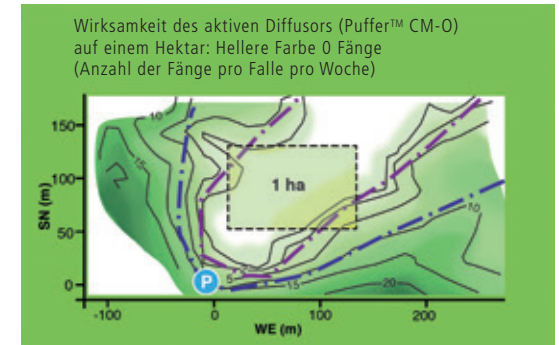 Wirksamkeit des aktiven Diffusors (Puffer™ CM-O)
auf einem Hektar: Hellere Farbe 0 Fänge
(Anzahl der Fänge pro Falle pro Woche)
10
150
15
100
1 ha
SN (m)
50
10
0
P
5
15
20
-100 0 100 200
WE (m)